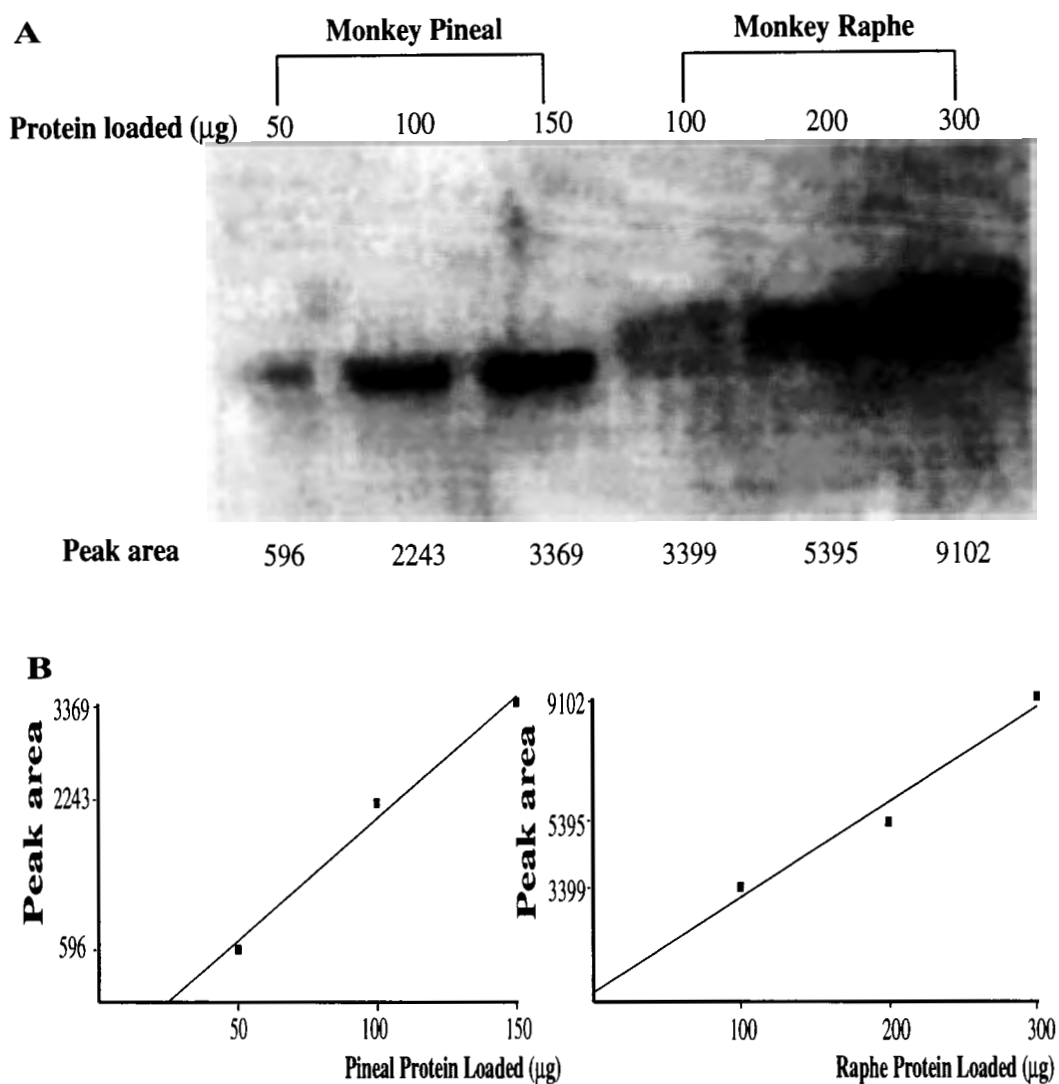 A
Monkey Pineal Monkey Raphe
Protein loaded (µg) 50 100 150 100 200 300
Peak area 596 2243 3369 3399 5395 9102
B
Peak area
3369
2243
596
50 100 150
Pineal Protein Loaded (µg)
Peak area
9102
5395
3399
100 200 300
Raphe Protein Loaded (µg)